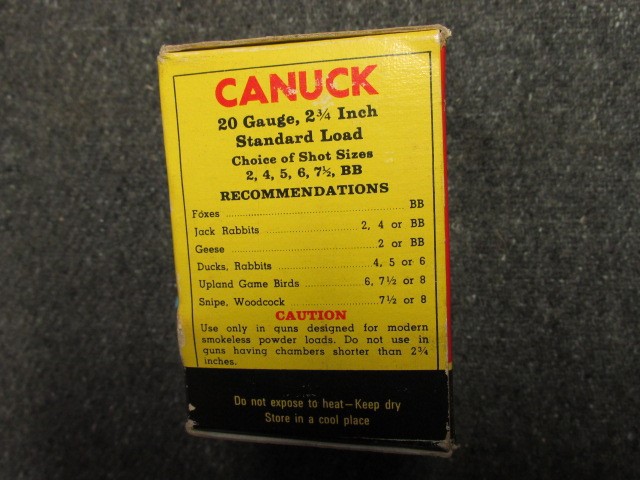 CANUCK
20 Gauge, 2¾ Inch
Standard Load
Choice of Shot Sizes
2, 4, 5, 6, 7½, BB
RECOMMENDATIONS
Foxes ........ BB
Jack Rabbits ........ 2, 4 or BB
Geese ........ 2 or BB
Ducks, Rabbits ........ 4, 5 or 6
Upland Game Birds ........ 6, 7½ or 8
Snipe, Woodcock ........ 7½ or 8
CAUTION
Use only in guns designed for modern
smokeless powder loads. Do not use in
guns having chambers shorter than 2¾
inches.
Do not expose to heat—Keep dry
Store in a cool place